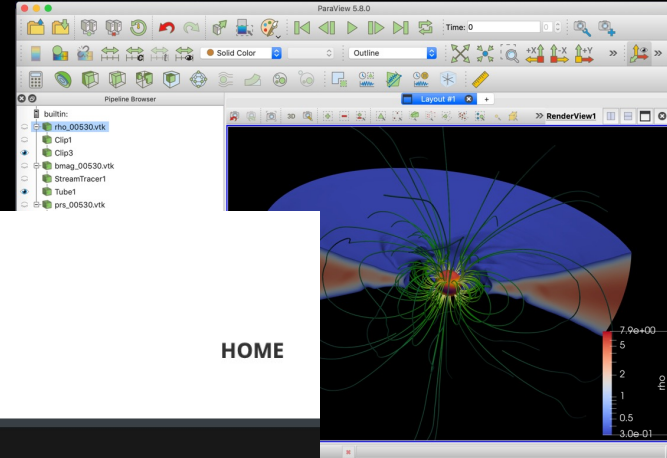 ParaView 5.8.0
Time: 0
0
Solid Color
Outline
+X
-X
+Y
»
»
Pipeline Browser
Layout #1
+
builtin:
3D
» RenderView1
rho_00530.vtk
Clip1
Clip3
bmag_00530.vtk
StreamTracer1
Tube1
prs_00530.vtk
HOME
7.9e+00
5
2
rho
1
0.5
3.0e-01